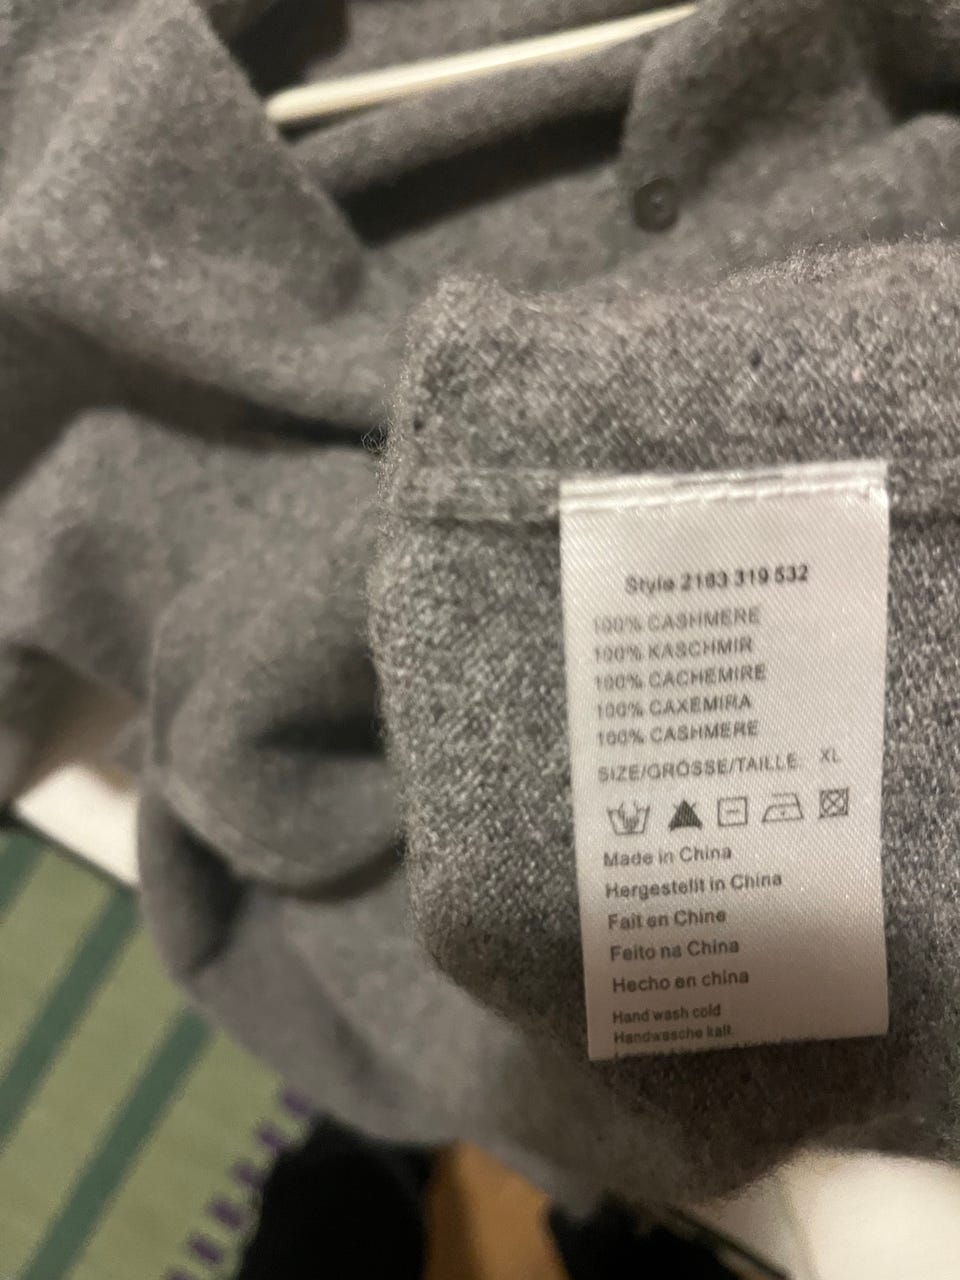 Style 2183 319 532
100% CASHMERE
100% KASCHMIR
100% CACHEMIRE
100% CAXEMIRA
100% CASHMERE
SIZE/GRÖSSE/TAILLE: XL
Made in China
Hergestellt in China
Fait en Chine
Feito na China
Hecho en china
Hand wash cold
Handwasche kalt.